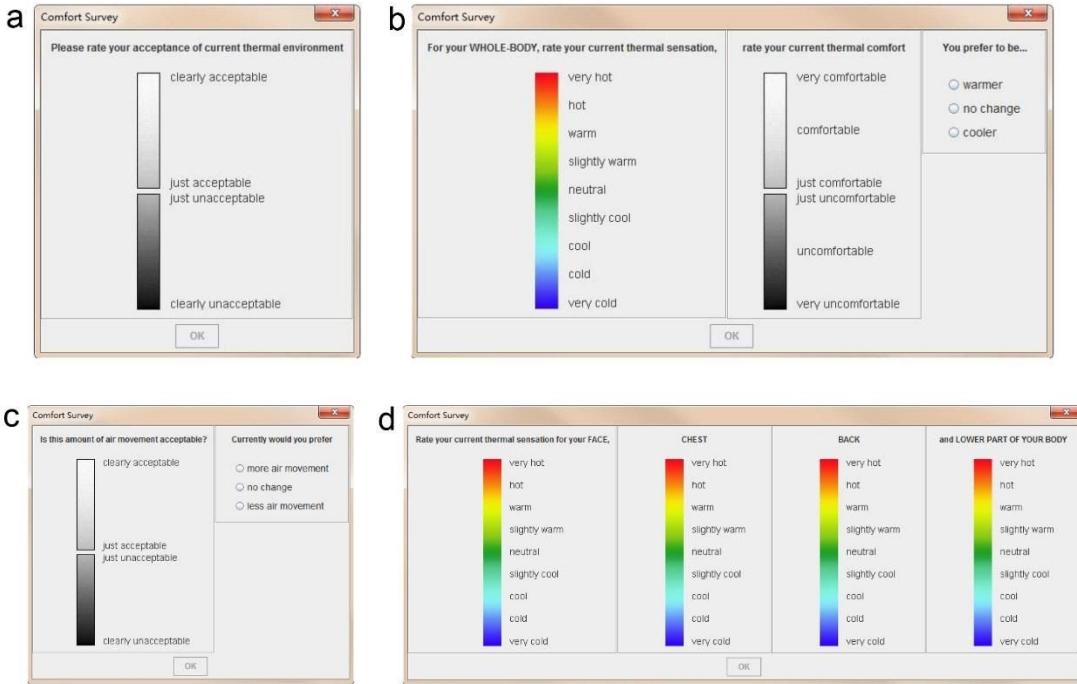 a
Comfort Survey
x
Please rate your acceptance of current thermal environment
clearly acceptable
just acceptable
just unacceptable
clearly unacceptable
OK
b
Comfort Survey
x
For your WHOLE-BODY, rate your current thermal sensation,
very hot
hot
warm
slightly warm
neutral
slightly cool
cool
cold
very cold
rate your current thermal comfort
very comfortable
comfortable
just comfortable
just uncomfortable
uncomfortable
very uncomfortable
You prefer to be...
warmer
no change
cooler
OK
c
Comfort Survey
x
Is this amount of air movement acceptable?
clearly acceptable
just acceptable
just unacceptable
clearly unacceptable
Currently would you prefer
more air movement
no change
less air movement
OK
d
Comfort Survey
x
Rate your current thermal sensation for your FACE,
very hot
hot
warm
slightly warm
neutral
slightly cool
cool
cold
very cold
CHEST
very hot
hot
warm
slightly warm
neutral
slightly cool
cool
cold
very cold
BACK
very hot
hot
warm
slightly warm
neutral
slightly cool
cool
cold
very cold
and LOWER PART OF YOUR BODY
very hot
hot
warm
slightly warm
neutral
slightly cool
cool
cold
very cold
OK